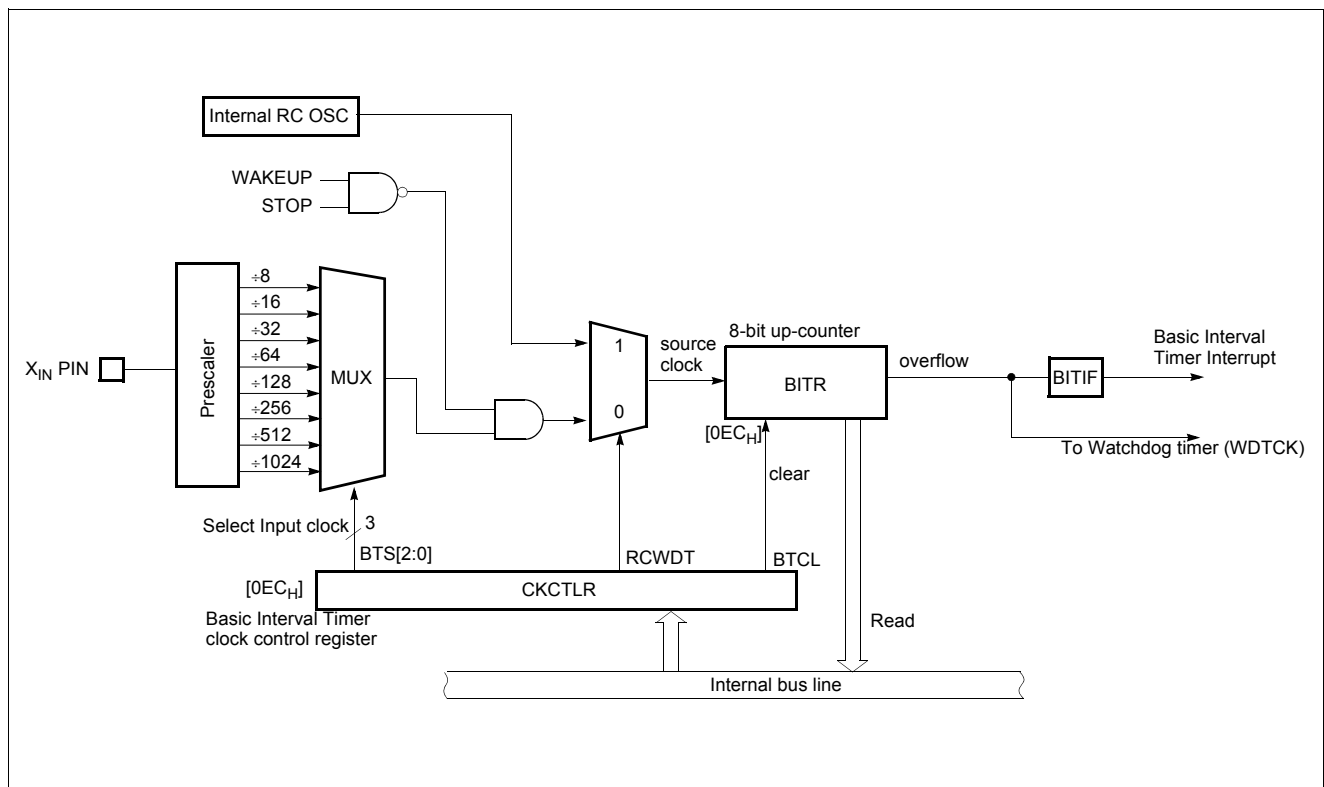 Internal RC OSC
WAKEUP
STOP
÷8
÷16
÷32
÷64
÷128
÷256
÷512
÷1024
X_IN PIN
Prescaler
MUX
1
0
source
clock
8-bit up-counter
BITR
[0EC_H]
overflow
BITIF
Basic Interval
Timer Interrupt
To Watchdog timer (WDTCK)
clear
Select Input clock
3
BTS[2:0]
RCWDT
BTCL
[0EC_H]
CKCTLR
Basic Interval Timer
clock control register
Read
Internal bus line